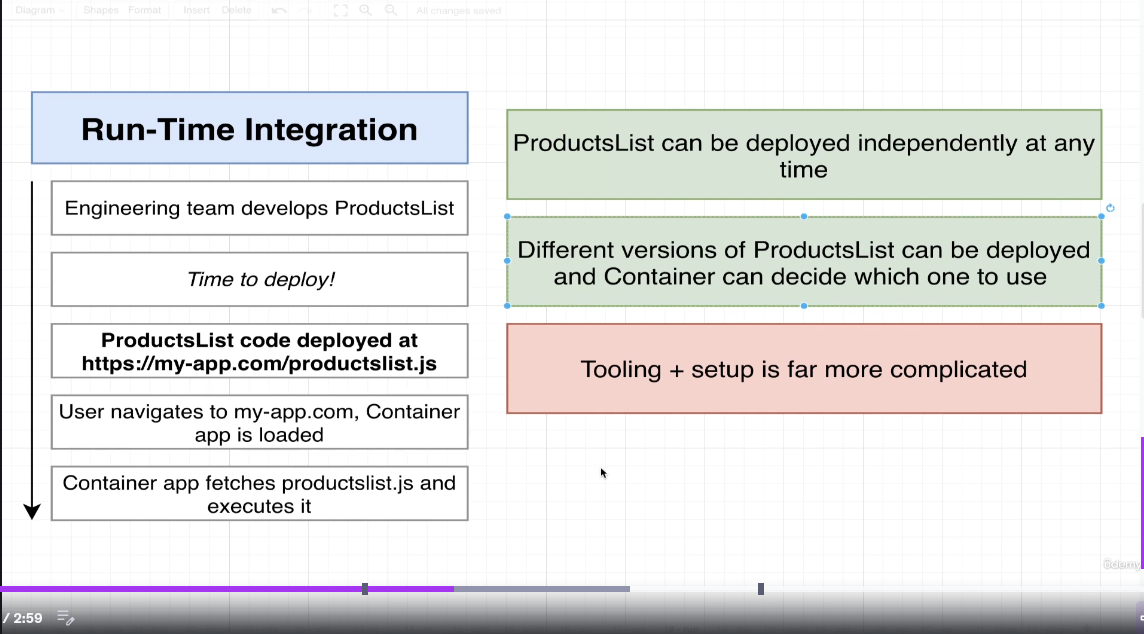 Diagram
Shapes
Format
Insert
Delete
All changes saved
Run-Time Integration
Engineering team develops ProductsList
Time to deploy!
ProductsList code deployed at
https://my-app.com/productslist.js
User navigates to my-app.com, Container
app is loaded
Container app fetches productslist.js and
executes it
ProductsList can be deployed independently at any
time
Different versions of ProductsList can be deployed
and Container can decide which one to use
Tooling + setup is far more complicated
ûdemy
/ 2:59